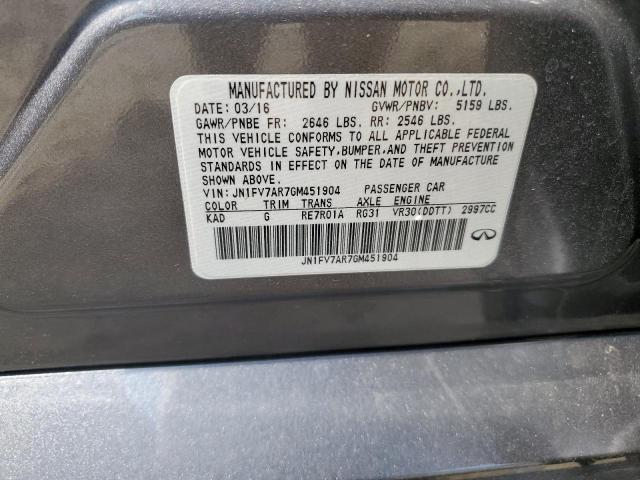 MANUFACTURED BY NISSAN MOTOR CO.,LTD.
DATE: 03/16 GVWR/PNBV: 5159 LBS.
GAWR/PNBE FR: 2646 LBS. RR: 2546 LBS.
THIS VEHICLE CONFORMS TO ALL APPLICABLE FEDERAL
MOTOR VEHICLE SAFETY,BUMPER,AND THEFT PREVENTION
STANDARDS IN EFFECT ON THE DATE OF MANUFACTURE
SHOWN ABOVE.
VIN: JN1FV7AR7GM451904 PASSENGER CAR
COLOR TRIM TRANS AXLE ENGINE
KAD G RE7R01A RG31 VR30(DDTT) 2997CC
JN1FV7AR7GM451904